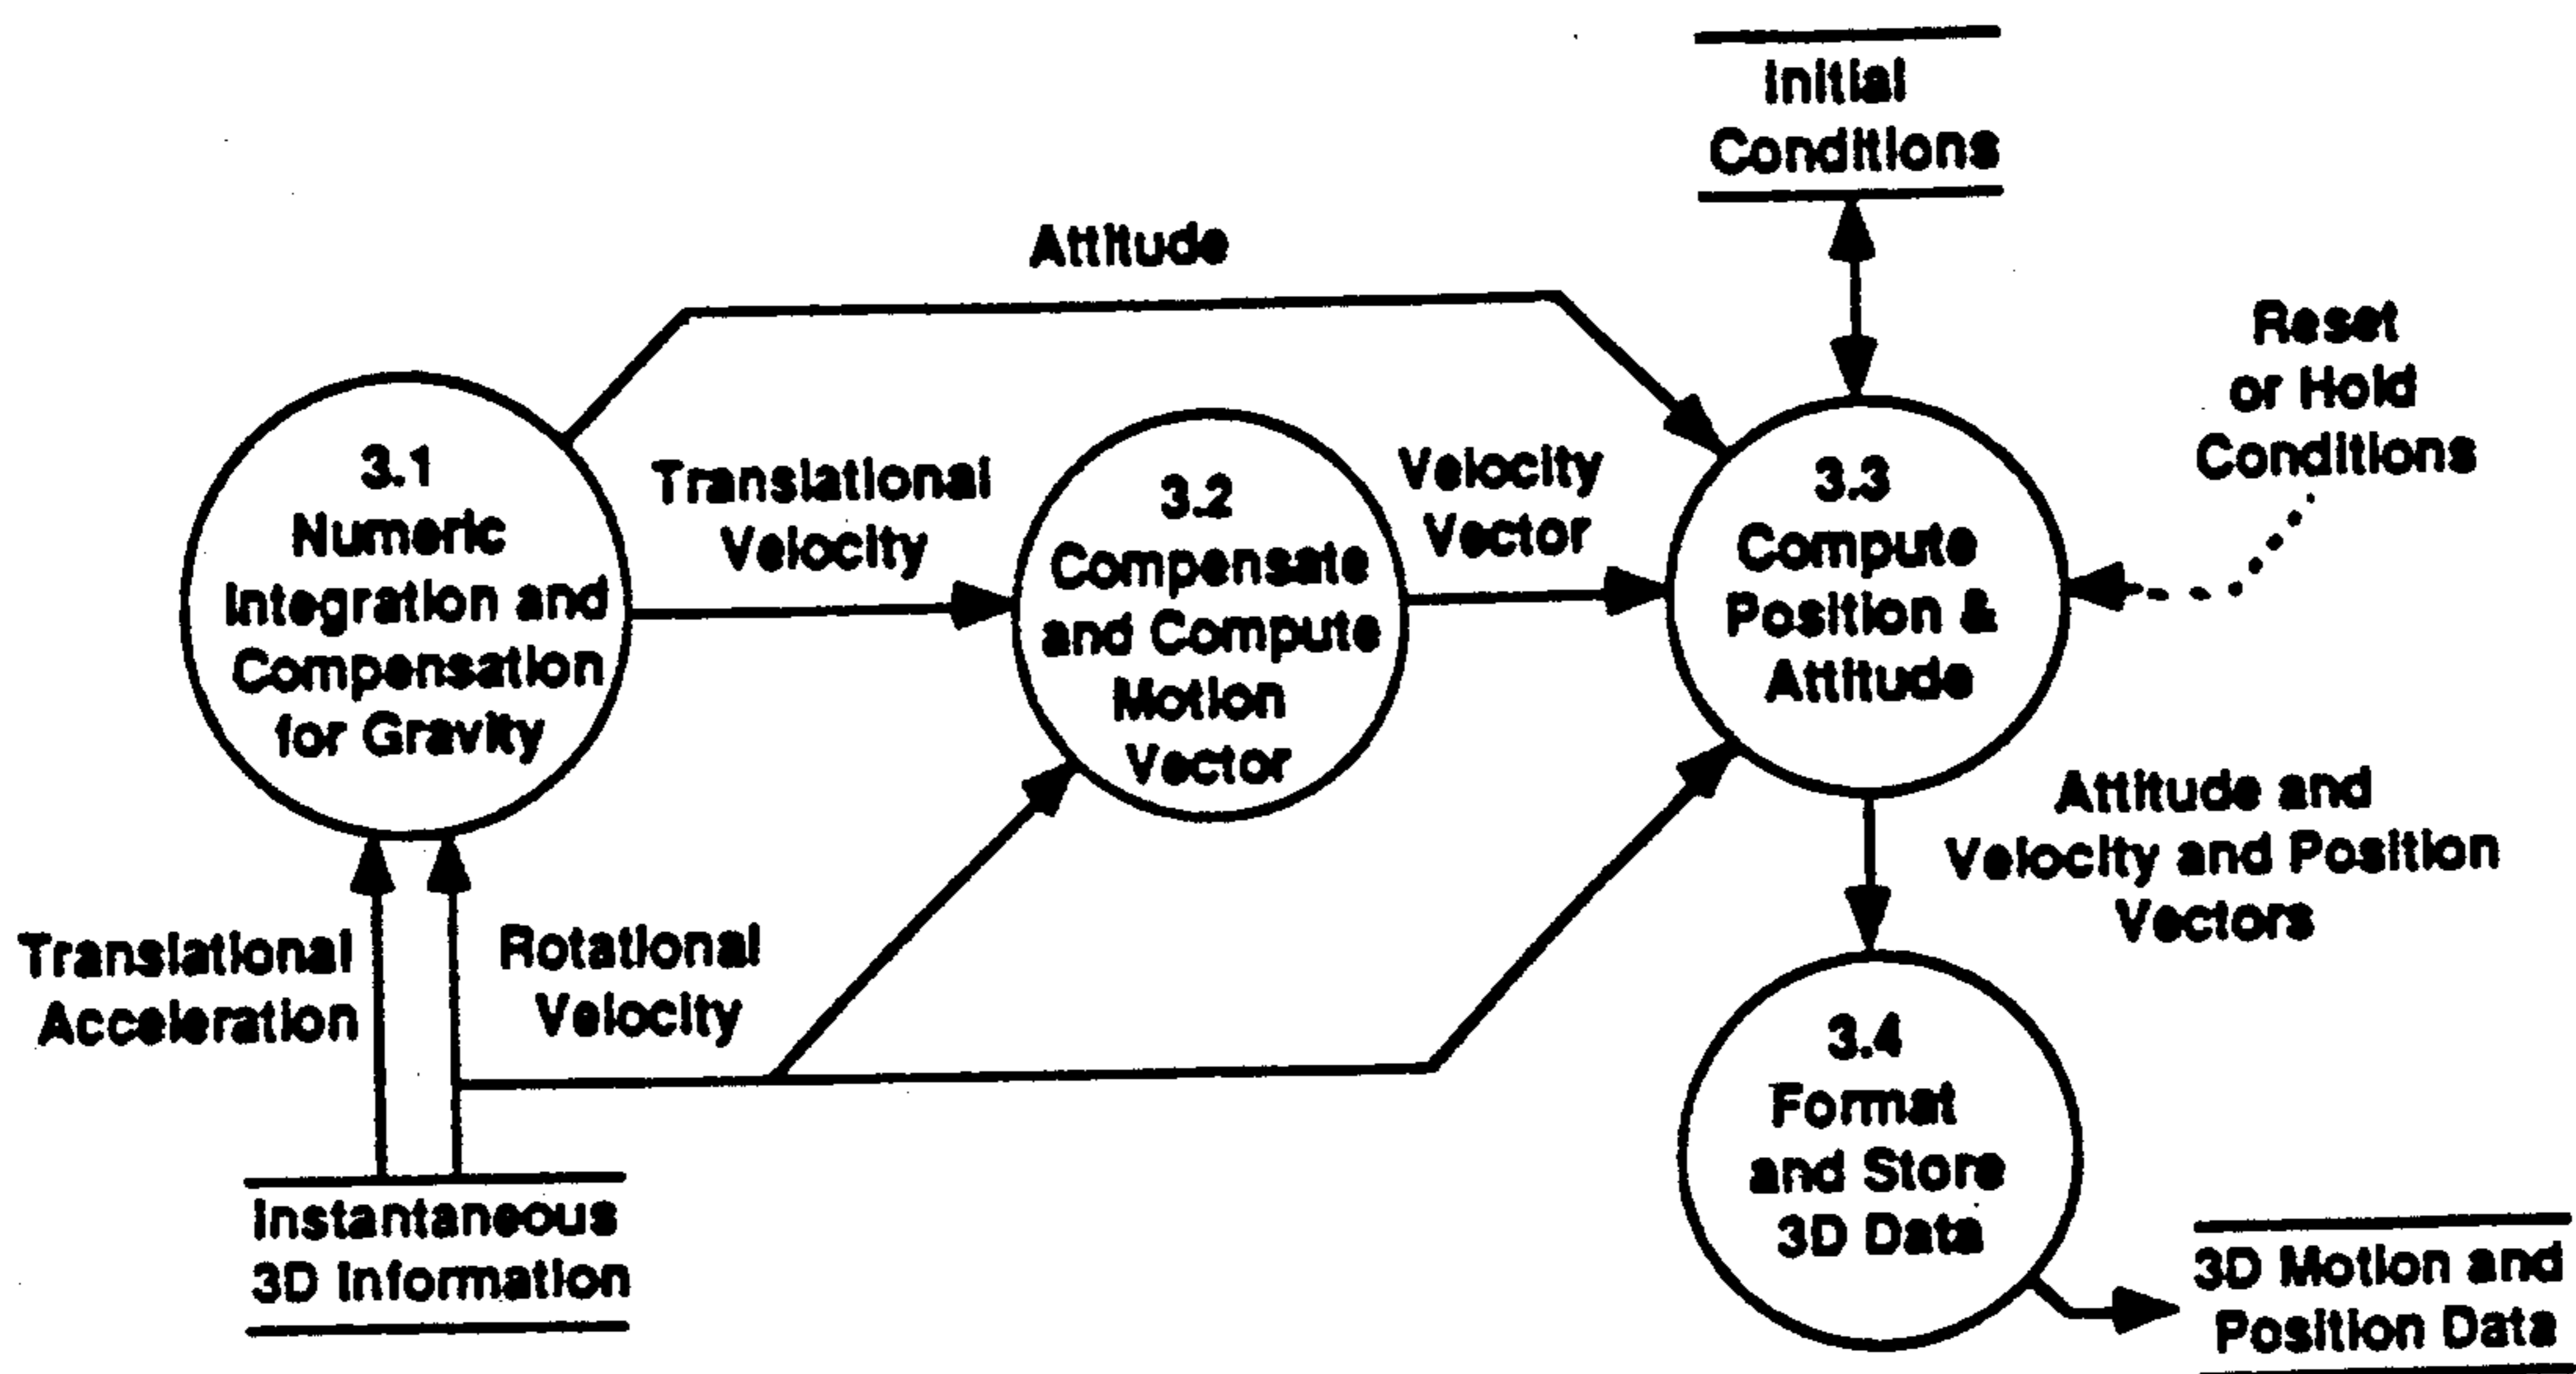 Initial
Conditions
Attitude
Reset
or Hold
Conditions
3.1
Numeric
Integration and
Compensation
for Gravity
Translational
Velocity
3.2
Compensate
and Compute
Motion
Vector
Velocity
Vector
3.3
Compute
Position &
Attitude
Attitude and
Velocity and Position
Vectors
Translational
Acceleration
Rotational
Velocity
3.4
Format
and Store
3D Data
Instantaneous
3D Information
3D Motion and
Position Data